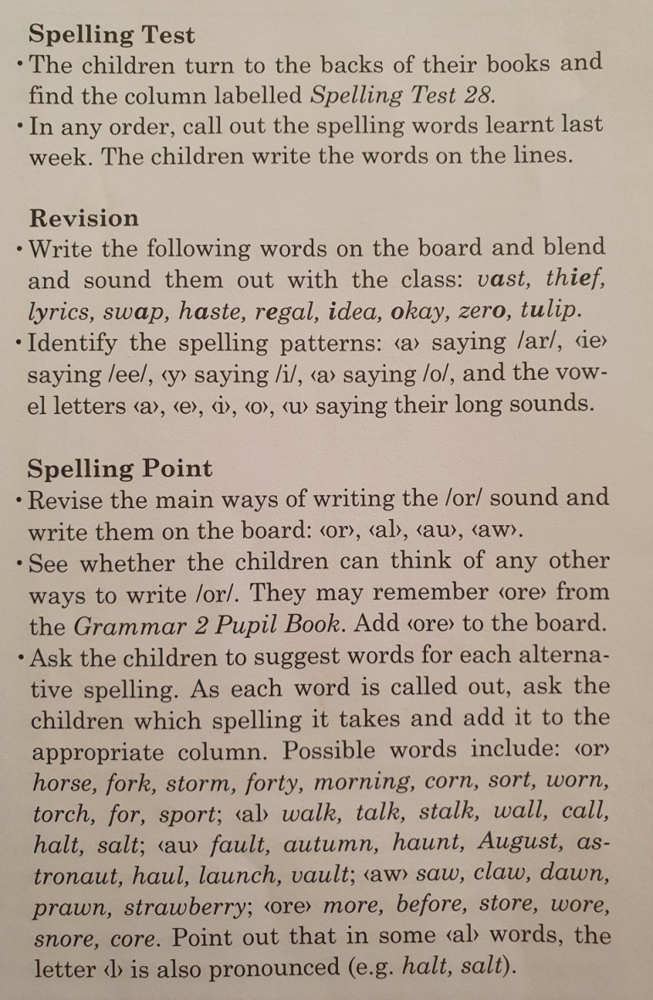 Spelling Test
• The children turn to the backs of their books and
find the column labelled Spelling Test 28.
• In any order, call out the spelling words learnt last
week. The children write the words on the lines.
Revision
• Write the following words on the board and blend
and sound them out with the class: vast, thief,
lyrics, swap, haste, regal, idea, okay, zero, tulip.
• Identify the spelling patterns: ‹a› saying /ar/, ‹ie›
saying /ee/, ‹y› saying /i/, ‹a› saying /o/, and the vow-
el letters ‹a›, ‹e›, ‹i›, ‹o›, ‹u› saying their long sounds.
Spelling Point
• Revise the main ways of writing the /or/ sound and
write them on the board: ‹or›, ‹al›, ‹au›, ‹aw›.
• See whether the children can think of any other
ways to write /or/. They may remember ‹ore› from
the Grammar 2 Pupil Book. Add ‹ore› to the board.
• Ask the children to suggest words for each alterna-
tive spelling. As each word is called out, ask the
children which spelling it takes and add it to the
appropriate column. Possible words include: ‹or›
horse, fork, storm, forty, morning, corn, sort, worn,
torch, for, sport; ‹al› walk, talk, stalk, wall, call,
halt, salt; ‹au› fault, autumn, haunt, August, as-
tronaut, haul, launch, vault; ‹aw› saw, claw, dawn,
prawn, strawberry; ‹ore› more, before, store, wore,
snore, core. Point out that in some ‹al› words, the
letter ‹l› is also pronounced (e.g. halt, salt).